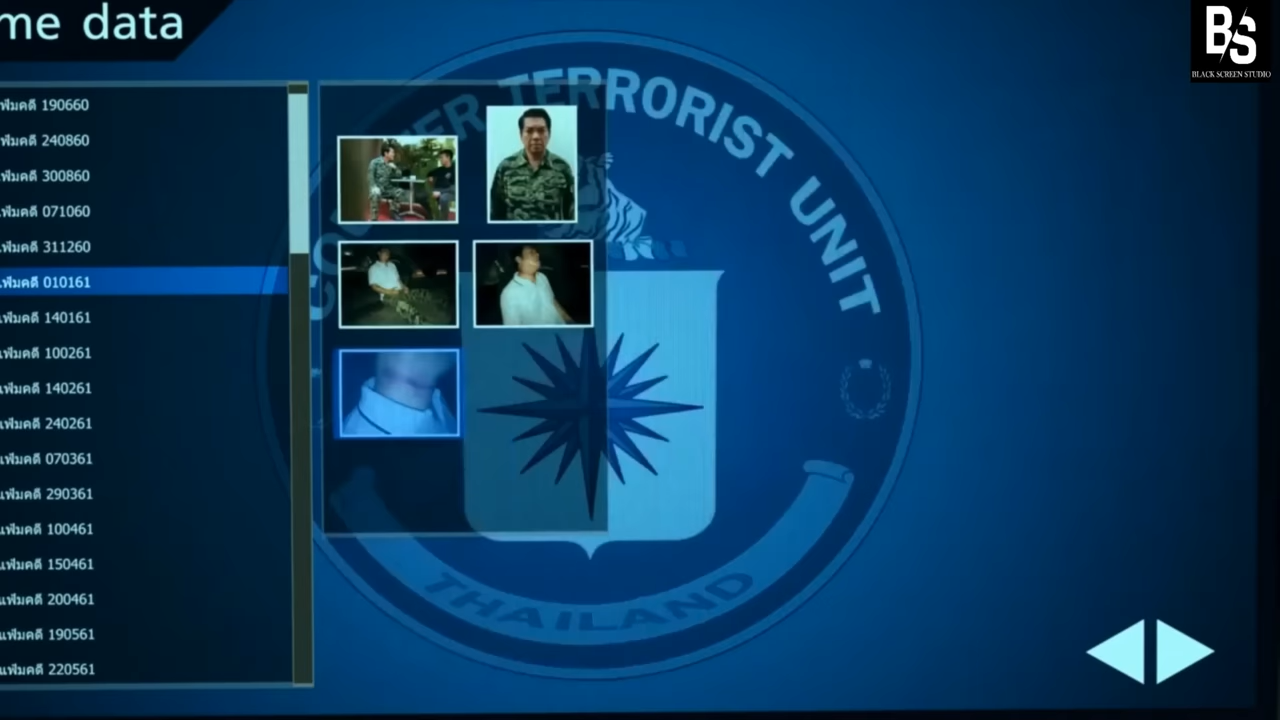 me data
BS
BLACK SCREEN STUDIO
แฟ้มคดี 190660
แฟ้มคดี 240860
แฟ้มคดี 300860
แฟ้มคดี 071060
แฟ้มคดี 311260
แฟ้มคดี 010161
แฟ้มคดี 140161
แฟ้มคดี 100261
แฟ้มคดี 140261
แฟ้มคดี 240261
แฟ้มคดี 070361
แฟ้มคดี 290361
แฟ้มคดี 100461
แฟ้มคดี 150461
แฟ้มคดี 200461
แฟ้มคดี 190561
แฟ้มคดี 220561
COUNTER TERRORIST UNIT
THAILAND